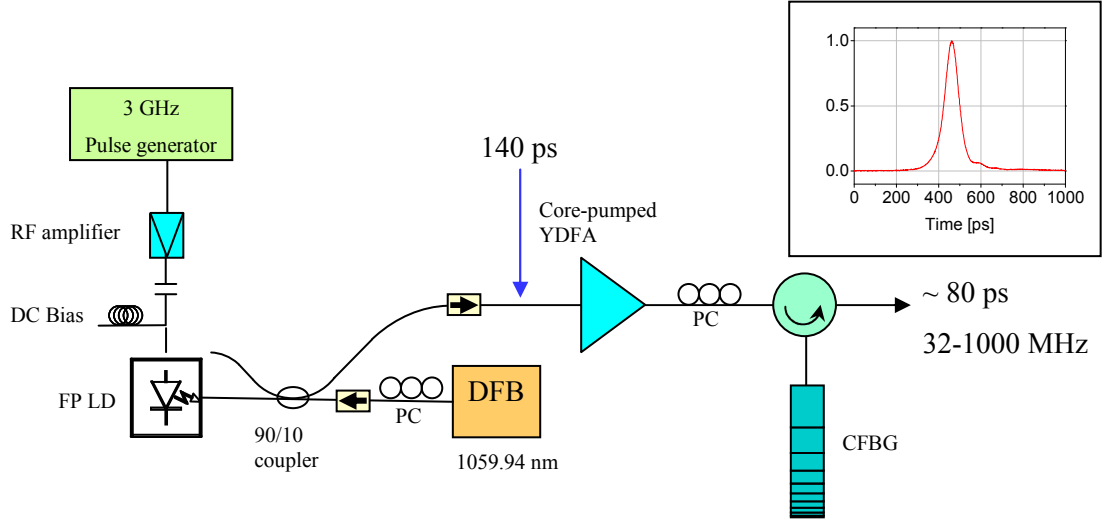 3 GHz
Pulse generator
RF amplifier
DC Bias
FP LD
90/10
coupler
PC
DFB
1059.94 nm
140 ps
Core-pumped
YDFA
PC
CFBG
~ 80 ps
32-1000 MHz
1.0
0.5
0.0
0 200 400 600 800 1000
Time [ps]